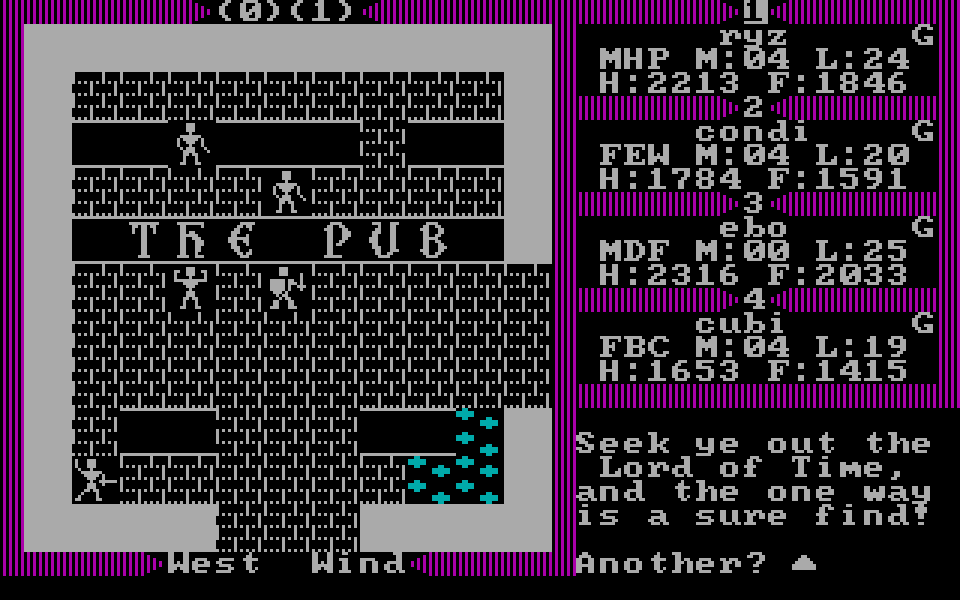 (0)(1)
THE PUB
West Wind
1
ryz G
MHP M:04 L:24
H:2213 F:1846
2
condi G
FEW M:04 L:20
H:1784 F:1591
3
ebo G
MDF M:00 L:25
H:2316 F:2033
4
cubi G
FBC M:04 L:19
H:1653 F:1415
Seek ye out the
Lord of Time,
and the one way
is a sure find!
Another?